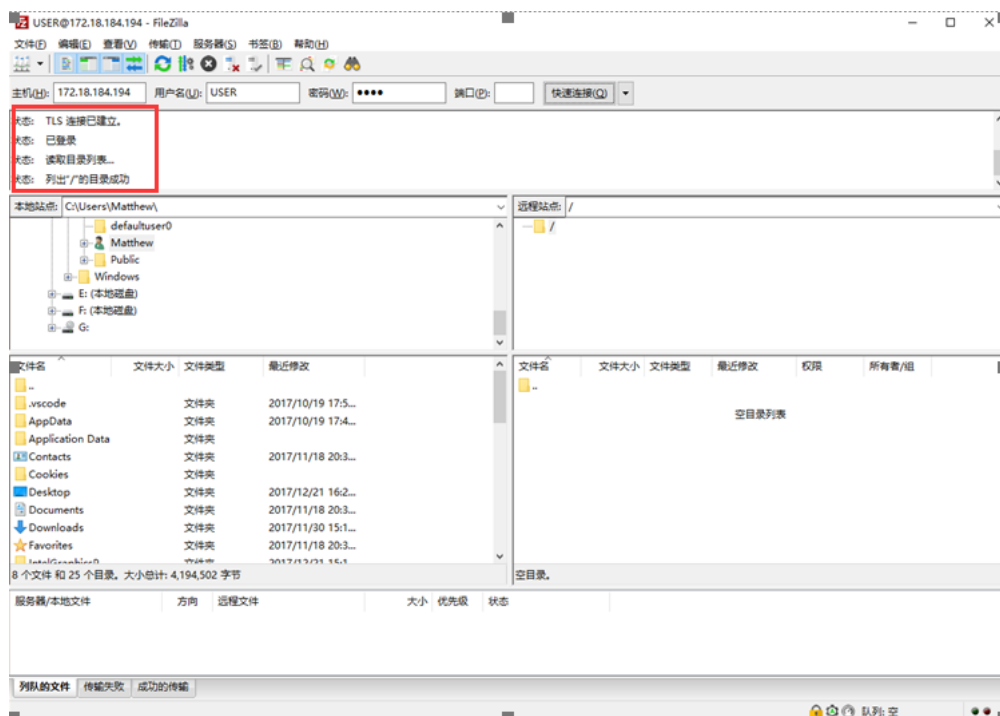 USER@172.18.184.194 - FileZilla
文件(F) 编辑(E) 查看(V) 传输(T) 服务器(S) 书签(B) 帮助(H)
主机(H): 172.18.184.194 用户名(U): USER 密码(W): •••• 端口(P): 快速连接(Q)
状态: TLS 连接已建立。
状态: 已登录
状态: 读取目录列表...
状态: 列出"/"的目录成功
本地站点: C:\Users\Matthew\
defaultuser0
Matthew
Public
Windows
E: (本地磁盘)
F: (本地磁盘)
G:
远程站点: /
/
文件名 文件大小 文件类型 最近修改
..
.vscode 文件夹 2017/10/19 17:5...
AppData 文件夹 2017/10/19 17:4...
Application Data 文件夹
Contacts 文件夹 2017/11/18 20:3...
Cookies 文件夹
Desktop 文件夹 2017/12/21 16:2...
Documents 文件夹 2017/11/18 20:3...
Downloads 文件夹 2017/11/30 15:1...
Favorites 文件夹 2017/11/18 20:3...
文件夹 2017/12/21 15:1...
8 个文件 和 25 个目录。大小总计: 4,194,502 字节
文件名 文件大小 文件类型 最近修改 权限 所有者/组
..
空目录列表
空目录。
服务器/本地文件 方向 远程文件 大小 优先级 状态
列队的文件 传输失败 成功的传输
队列: 空